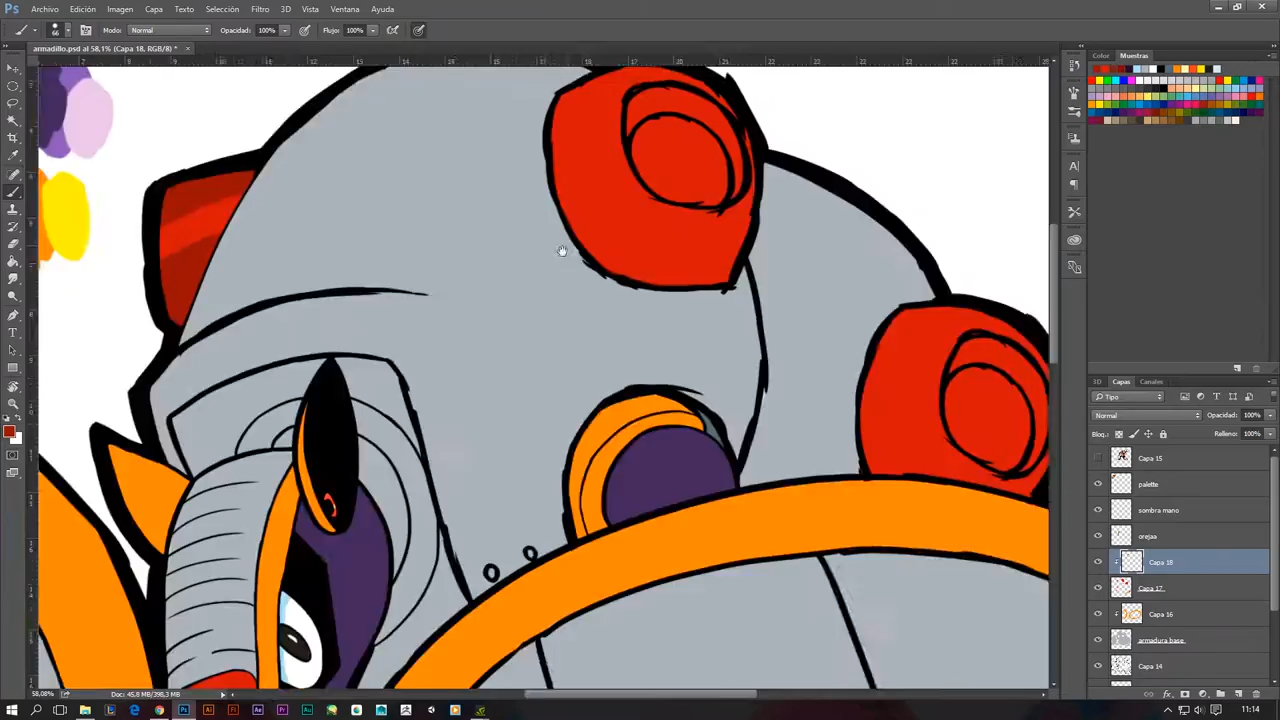 Archivo Edición Imagen Capa Texto Selección Filtro 3D Vista Ventana Ayuda
66 Modo: Normal Opacidad: 100% Flujo: 100%
armadillo.psd al 58,1% (Capa 18, RGB/8) *
Color Muestras
3D Capas Canales
Tipo
Normal Opacidad: 100%
Bloq.: Relleno: 100%
Capa 15
palette
sombra mano
orejaa
Capa 18
Capa 17
Capa 16
armadura base
Capa 14
58,08% Doc: 45,8 MB/398,3 MB
11:14